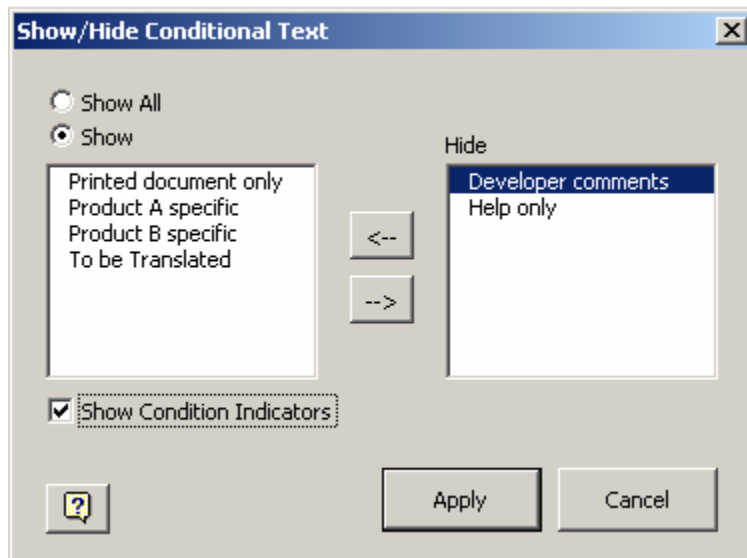 Show/Hide Conditional Text
Show All
Show
Hide
Printed document only
Product A specific
Product B specific
To be Translated
<--
-->
Developer comments
Help only
Show Condition Indicators
?
Apply
Cancel